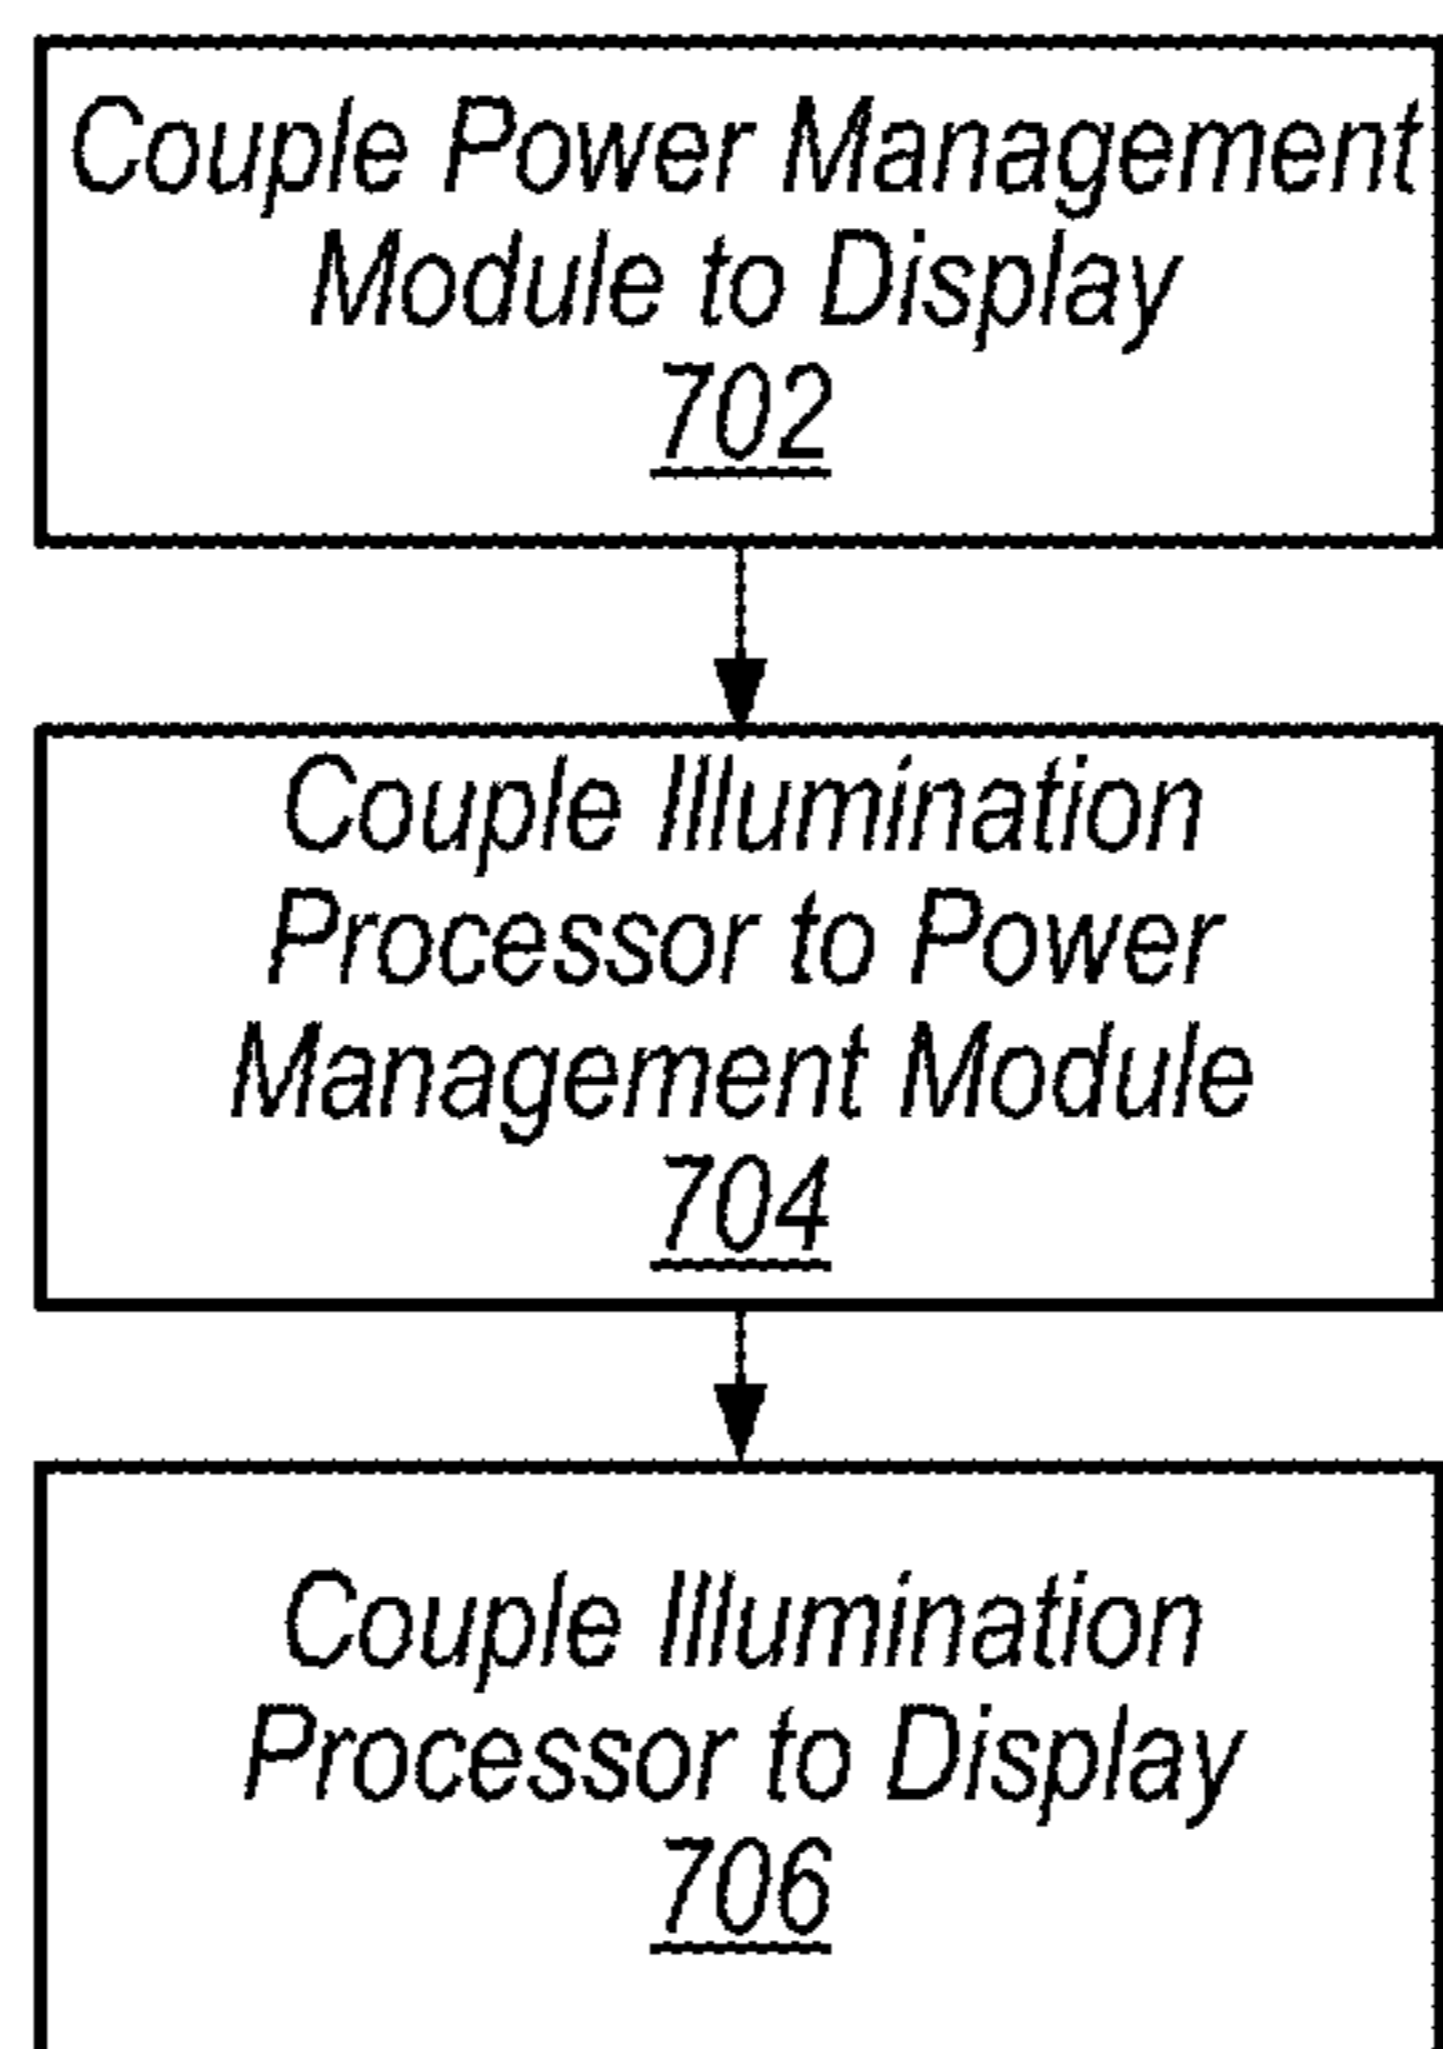 Couple Power Management
Module to Display
702
Couple Illumination
Processor to Power
Management Module
704
Couple Illumination
Processor to Display
706